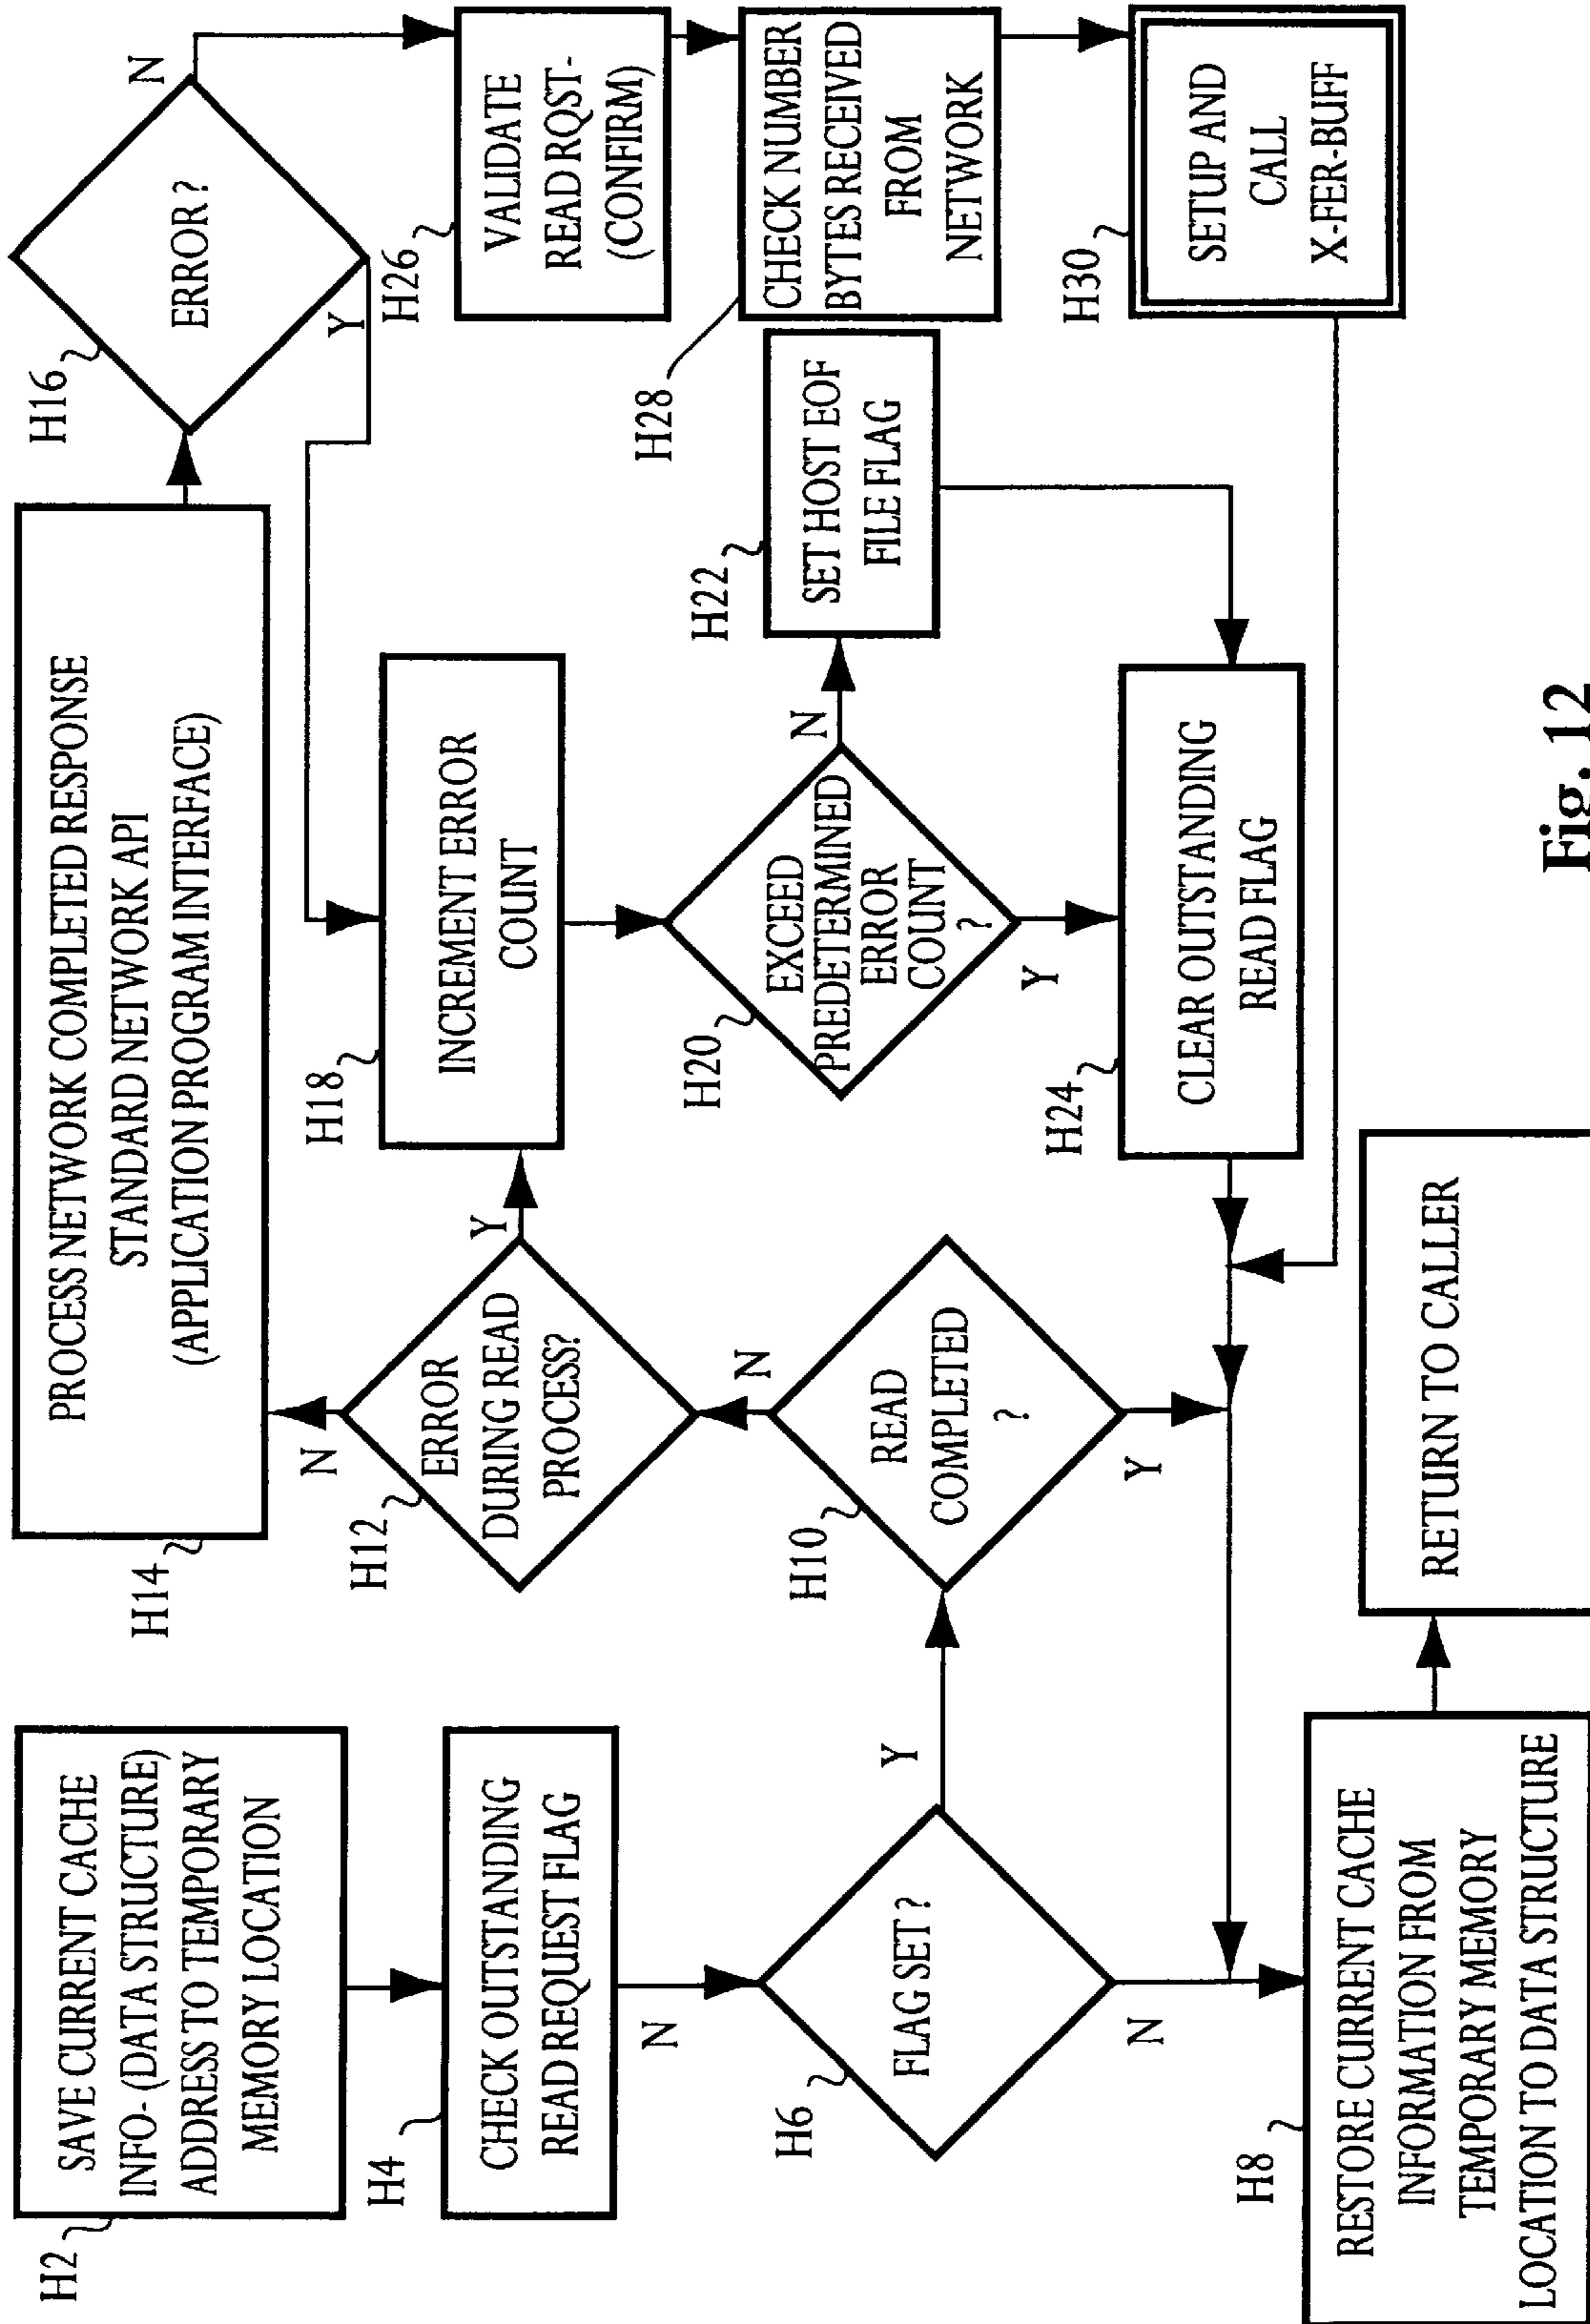 H2
SAVE CURRENT CACHE
INFO- (DATA STRUCTURE)
ADDRESS TO TEMPORARY
MEMORY LOCATION
H4
CHECK OUTSTANDING
READ REQUEST FLAG
N
H6
FLAG SET ?
Y
N
H8
RESTORE CURRENT CACHE
INFORMATION FROM
TEMPORARY MEMORY
LOCATION TO DATA STRUCTURE
RETURN TO CALLER
H10
READ
COMPLETED
?
N
Y
H12
ERROR
DURING READ
PROCESS?
N
Y
H14
PROCESS NETWORK COMPLETED RESPONSE
STANDARD NETWORK API
(APPLICATION PROGRAM INTERFACE)
H16
ERROR ?
N
Y
H18
INCREMENT ERROR
COUNT
H20
EXCEED
PREDETERMINED
ERROR
COUNT
?
N
Y
H22
SET HOST EOF
FILE FLAG
H24
CLEAR OUTSTANDING
READ FLAG
H26
VALIDATE
READ RQST-
(CONFIRM)
H28
CHECK NUMBER
BYTES RECEIVED
FROM
NETWORK
H30
SETUP AND
CALL
X-FER-BUFF
Fig. 12